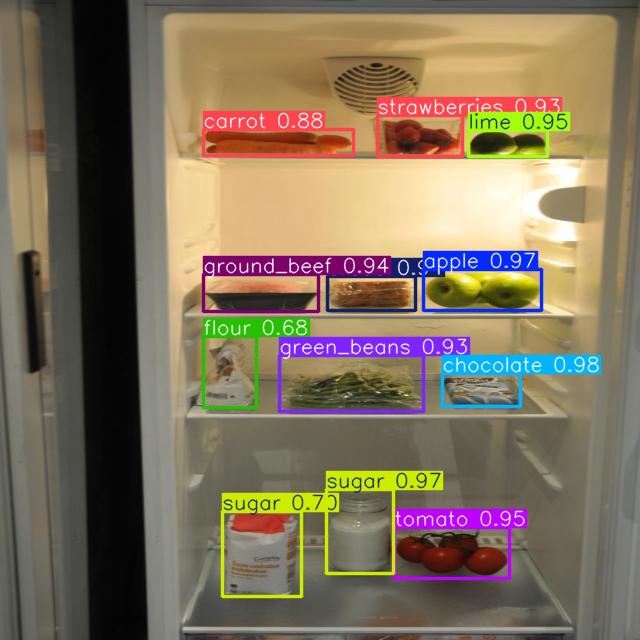 carrot 0.88
strawberries 0.93
lime 0.95
ground_beef 0.94
apple 0.97
flour 0.68
green_beans 0.93
chocolate 0.98
sugar 0.97
sugar 0.70
tomato 0.95